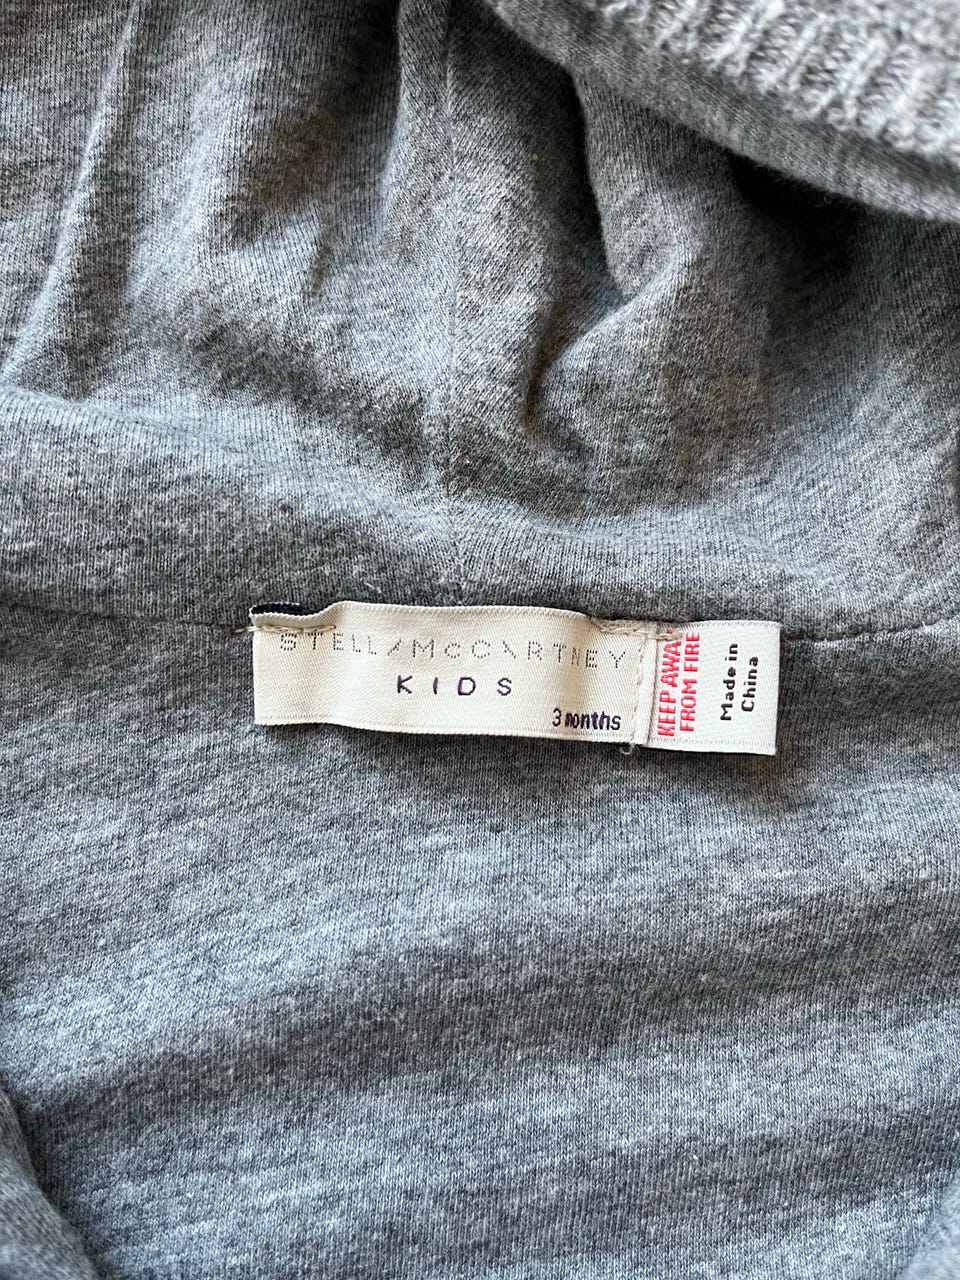 STELLA McCARTNEY
KIDS
3 months
KEEP AWAY
FROM FIRE
Made in
China